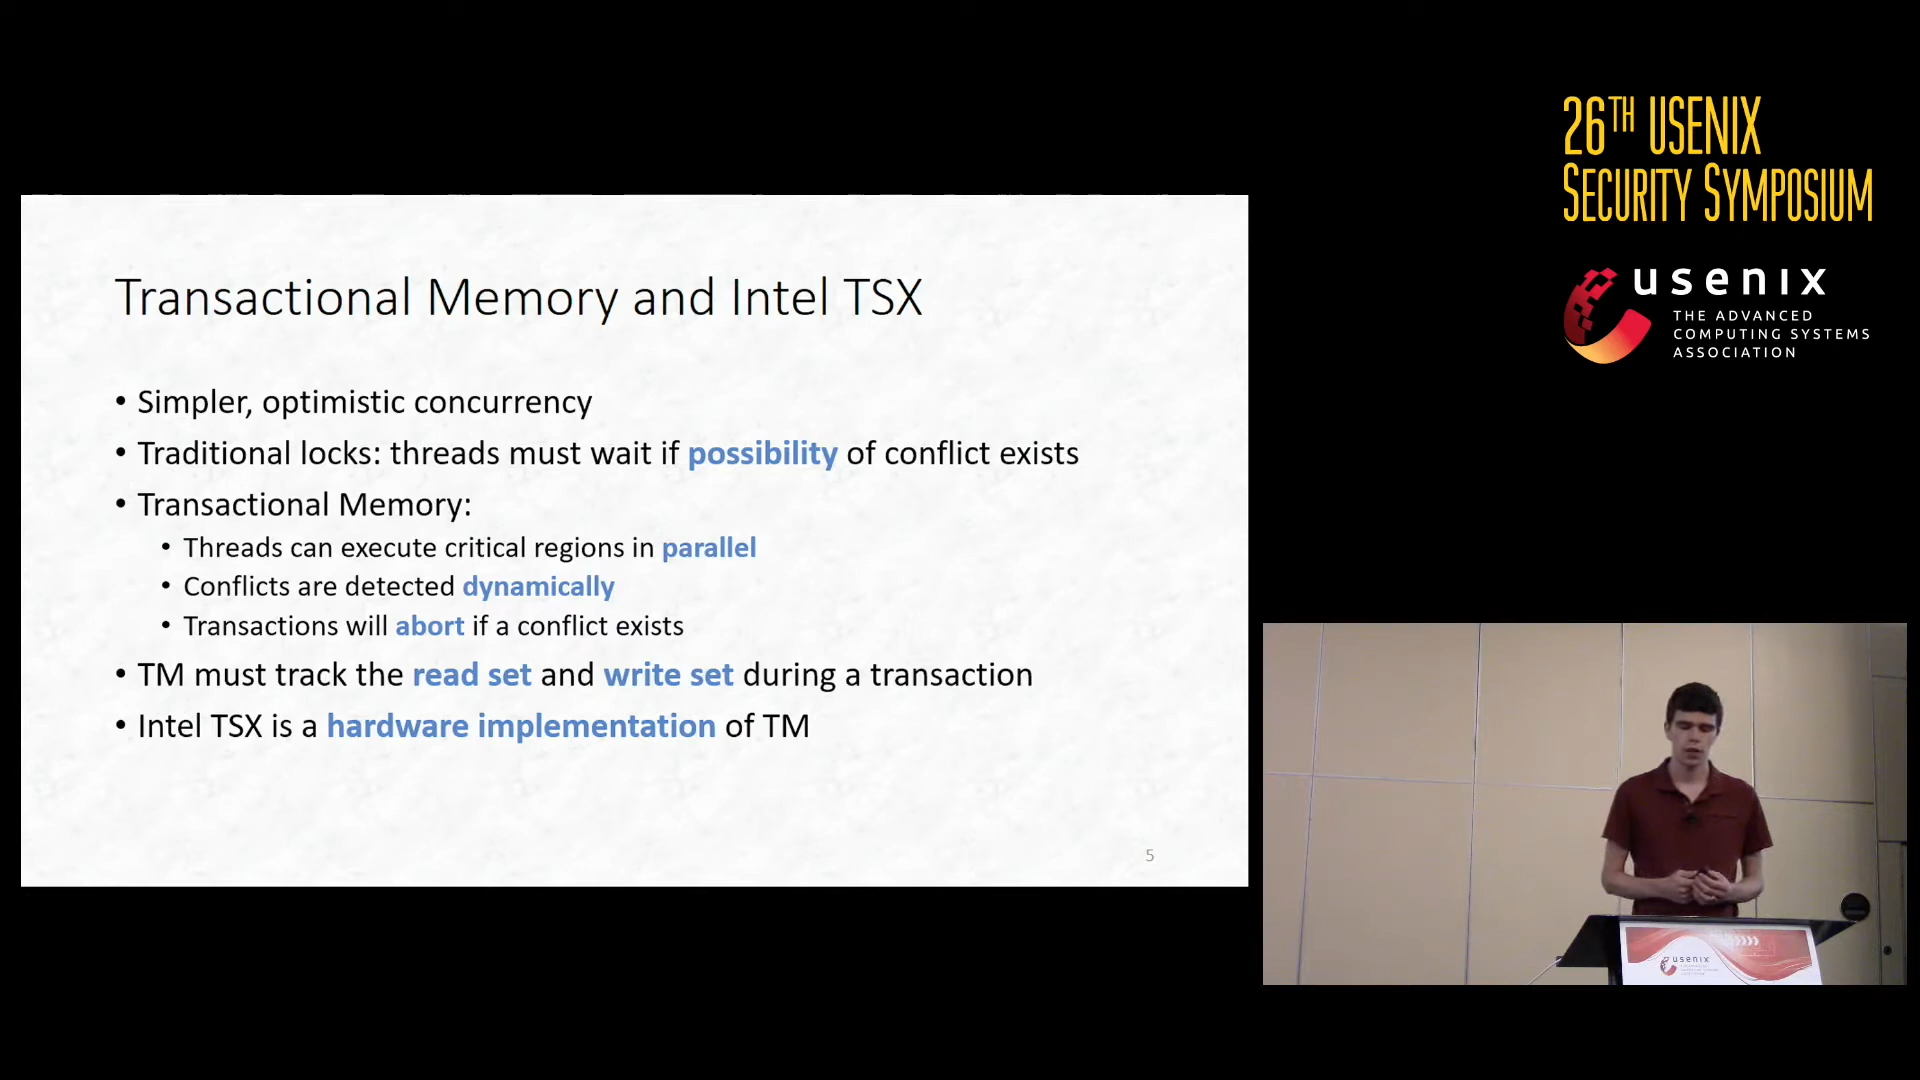 26TH USENIX
SECURITY SYMPOSIUM
usenix
THE ADVANCED
COMPUTING SYSTEMS
ASSOCIATION
Transactional Memory and Intel TSX
• Simpler, optimistic concurrency
• Traditional locks: threads must wait if possibility of conflict exists
• Transactional Memory:
• Threads can execute critical regions in parallel
• Conflicts are detected dynamically
• Transactions will abort if a conflict exists
• TM must track the read set and write set during a transaction
• Intel TSX is a hardware implementation of TM
5
usenix